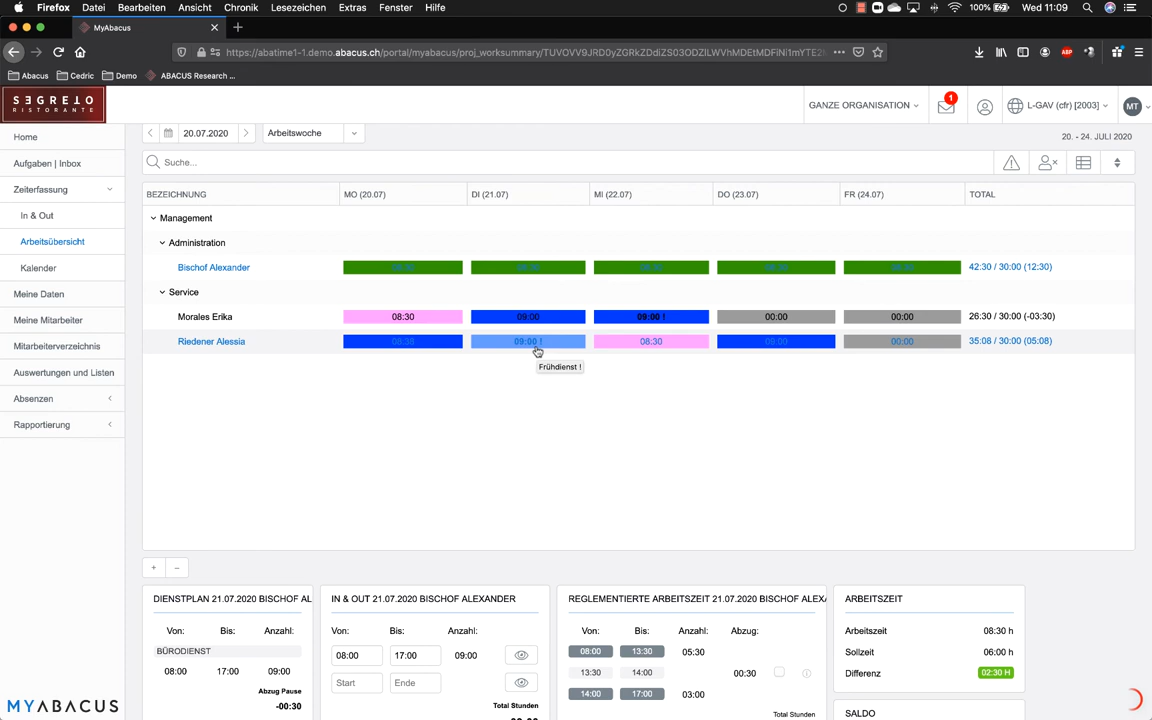 Firefox Datei Bearbeiten Ansicht Chronik Lesezeichen Extras Fenster Hilfe 100% Wed 11:09
MyAbacus
https://abatime1-1.demo.abacus.ch/portal/myabacus/proj_worksummary/
Abacus Cedric Demo ABACUS Research ...
SEGRETO
RISTORANTE
GANZE ORGANISATION 1 L-GAV (cfr) [2003] MT
Home
Aufgaben | Inbox
Zeiterfassung
In & Out
Arbeitsübersicht
Kalender
Meine Daten
Meine Mitarbeiter
Mitarbeiterverzeichnis
Auswertungen und Listen
Absenzen
Rapportierung
MYABACUS
20.07.2020 Arbeitswoche 20. - 24. JULI 2020
Suche...
BEZEICHNUNG MO (20.07) DI (21.07) MI (22.07) DO (23.07) FR (24.07) TOTAL
Management
Administration
Bischof Alexander 42:30 / 30:00 (12:30)
Service
Morales Erika 08:30 09:00 09:00 ! 00:00 00:00 26:30 / 30:00 (-03:30)
Riedener Alessia 08:38 09:00 ! 08:30 09:00 00:00 35:08 / 30:00 (05:08)
Frühdienst !
+ −
DIENSTPLAN 21.07.2020 BISCHOF AL
Von: Bis: Anzahl:
BÜRODIENST
08:00 17:00 09:00
Abzug Pause
-00:30
IN & OUT 21.07.2020 BISCHOF ALEXANDER
Von: Bis: Anzahl:
08:00 17:00 09:00
Start Ende
Total Stunden
REGLEMENTIERTE ARBEITSZEIT 21.07.2020 BISCHOF ALEXA
Von: Bis: Anzahl: Abzug:
08:00 13:30 05:30
13:30 14:00 00:30
14:00 17:00 03:00
Total Stunden
ARBEITSZEIT
Arbeitszeit 08:30 h
Sollzeit 06:00 h
Differenz 02:30 H
SALDO